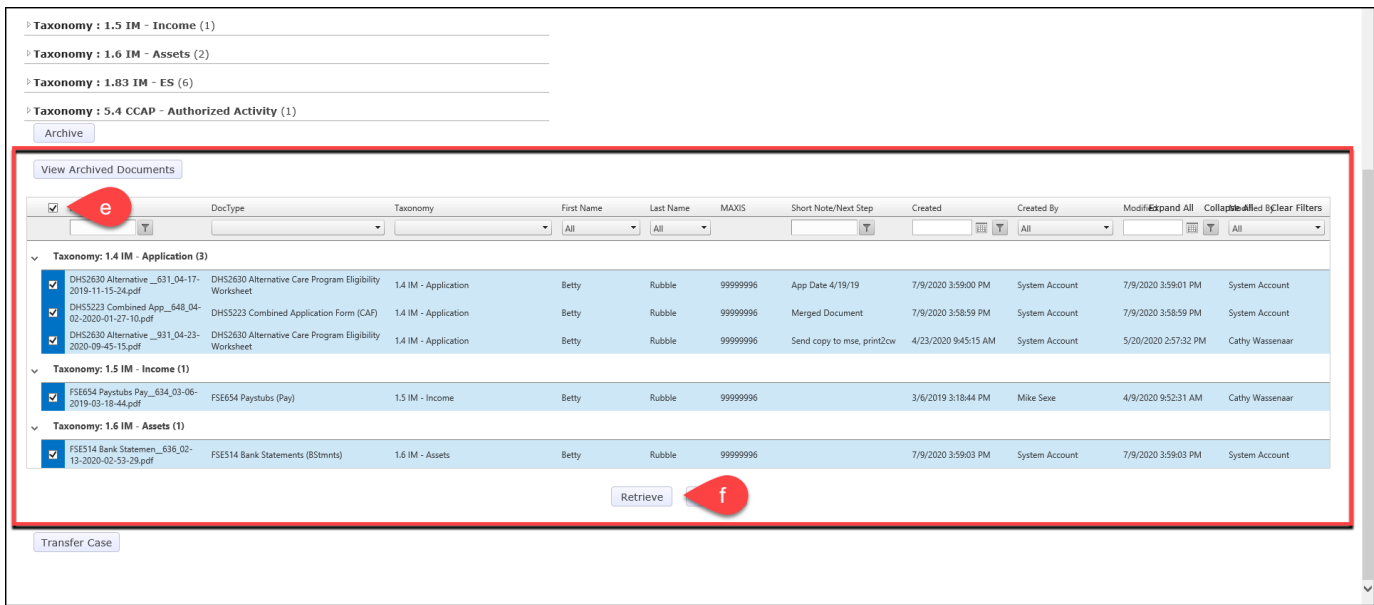 Taxonomy : 1.5 IM - Income (1)
Taxonomy : 1.6 IM - Assets (2)
Taxonomy : 1.83 IM - ES (6)
Taxonomy : 5.4 CCAP - Authorized Activity (1)
Archive
View Archived Documents
e
DocType Taxonomy First Name Last Name MAXIS Short Note/Next Step Created Created By Expand All Collapse All Clear Filters
All All All All
Taxonomy: 1.4 IM - Application (3)
DHS2630 Alternative __631_04-17- DHS2630 Alternative Care Program Eligibility
2019-11-15-24.pdf Worksheet 1.4 IM - Application Betty Rubble 99999996 App Date 4/19/19 7/9/2020 3:59:00 PM System Account 7/9/2020 3:59:01 PM System Account
DHS5223 Combined App__648_04-
02-2020-01-27-10.pdf DHS5223 Combined Application Form (CAF) 1.4 IM - Application Betty Rubble 99999996 Merged Document 7/9/2020 3:58:59 PM System Account 7/9/2020 3:58:59 PM System Account
DHS2630 Alternative __931_04-23- DHS2630 Alternative Care Program Eligibility
2020-09-45-15.pdf Worksheet 1.4 IM - Application Betty Rubble 99999996 Send copy to mse, print2cw 4/23/2020 9:45:15 AM System Account 5/20/2020 2:57:32 PM Cathy Wassenaar
Taxonomy: 1.5 IM - Income (1)
FSE654 Paystubs Pay__634_03-06-
2019-03-18-44.pdf FSE654 Paystubs (Pay) 1.5 IM - Income Betty Rubble 99999996 3/6/2019 3:18:44 PM Mike Sexe 4/9/2020 9:52:31 AM Cathy Wassenaar
Taxonomy: 1.6 IM - Assets (1)
FSE514 Bank Statemen__636_02-
13-2020-02-53-29.pdf FSE514 Bank Statements (BStmnts) 1.6 IM - Assets Betty Rubble 99999996 7/9/2020 3:59:03 PM System Account 7/9/2020 3:59:03 PM System Account
Retrieve f
Transfer Case